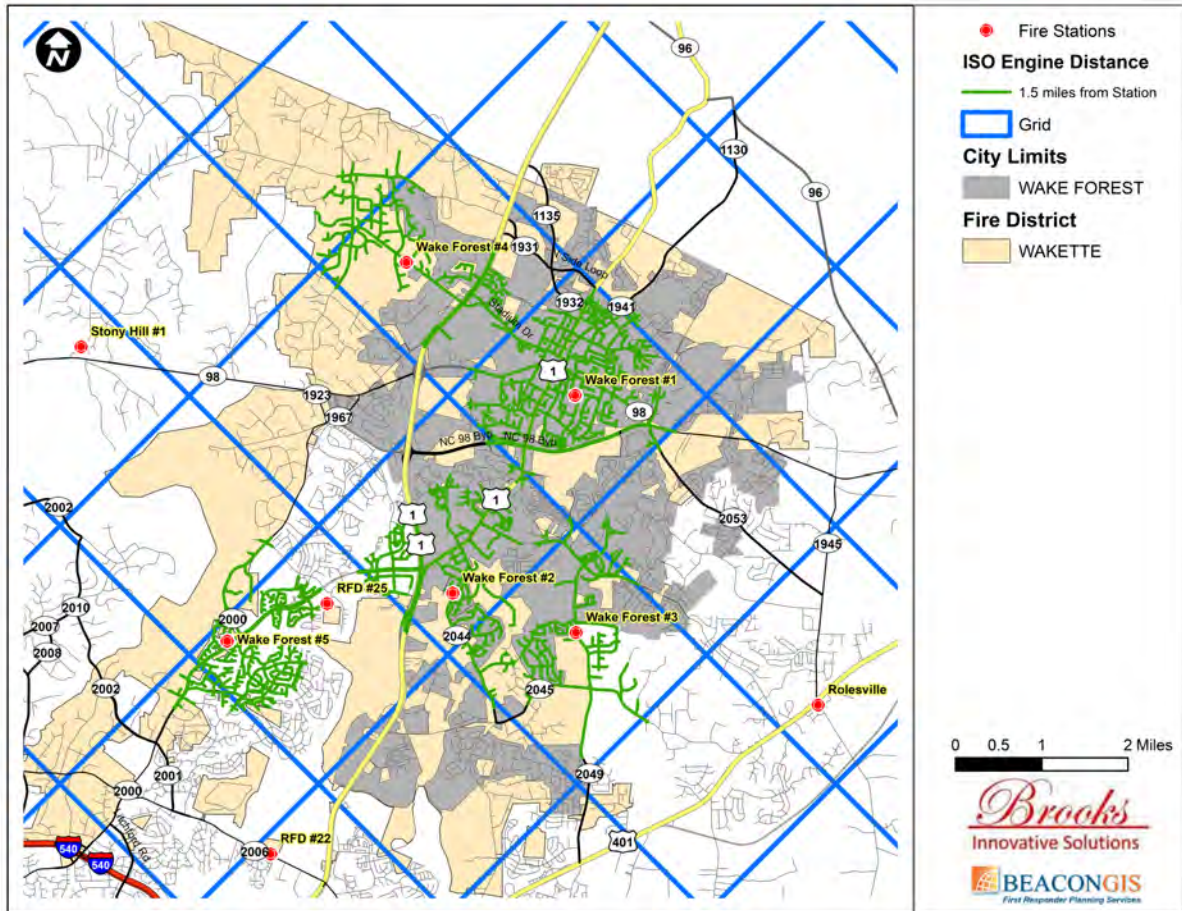 N
96
1130
96
1135
1931
N Side Loop
Wake Forest #4
1932
1941
Stadium Dr
Stony Hill #1
98
1
Wake Forest #1
1923
1967
98
NC 98 Byp
NC 98 Byp
2002
1
1
1
2053
1945
2010
2007
2008
RFD #25
Wake Forest #2
2000
Wake Forest #5
2044
Wake Forest #3
2002
2045
Rolesville
2001
2000
2049
RFD #22
2006
401
540
540
Fire Stations
ISO Engine Distance
1.5 miles from Station
Grid
City Limits
WAKE FOREST
Fire District
WAKETTE
0 0.5 1 2 Miles
Brooks
Innovative Solutions
BEACONGIS
First Responder Planning Services